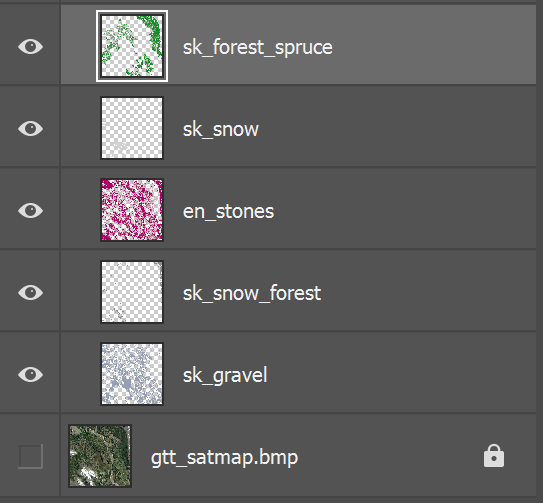 sk_forest_spruce
sk_snow
en_stones
sk_snow_forest
sk_gravel
gtt_satmap.bmp